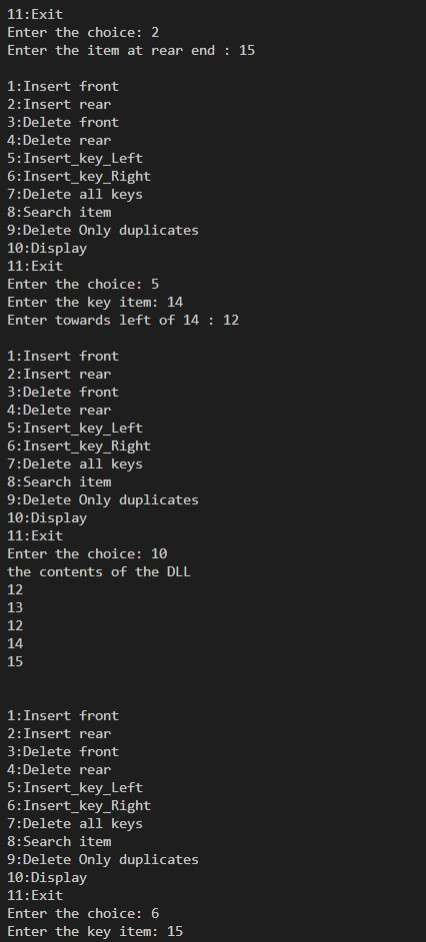 11:Exit
Enter the choice: 2
Enter the item at rear end : 15
1:Insert front
2:Insert rear
3:Delete front
4:Delete rear
5:Insert_key_Left
6:Insert_key_Right
7:Delete all keys
8:Search item
9:Delete Only duplicates
10:Display
11:Exit
Enter the choice: 5
Enter the key item: 14
Enter towards left of 14 : 12
1:Insert front
2:Insert rear
3:Delete front
4:Delete rear
5:Insert_key_Left
6:Insert_key_Right
7:Delete all keys
8:Search item
9:Delete Only duplicates
10:Display
11:Exit
Enter the choice: 10
the contents of the DLL
12
13
12
14
15
1:Insert front
2:Insert rear
3:Delete front
4:Delete rear
5:Insert_key_Left
6:Insert_key_Right
7:Delete all keys
8:Search item
9:Delete Only duplicates
10:Display
11:Exit
Enter the choice: 6
Enter the key item: 15